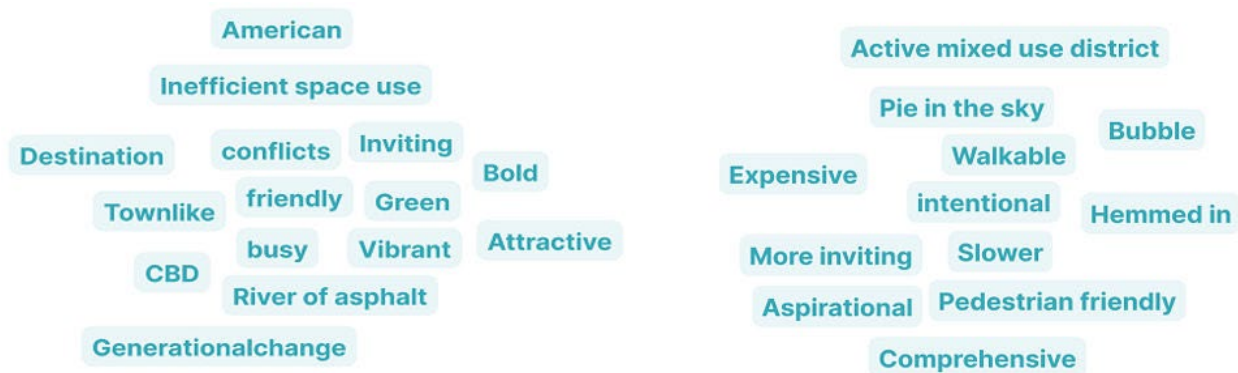 American
Inefficient space use
Destination
conflicts
Inviting
Bold
Townlike
friendly
Green
busy
Vibrant
Attractive
CBD
River of asphalt
Generationalchange
Active mixed use district
Pie in the sky
Bubble
Walkable
Expensive
intentional
Hemmed in
More inviting
Slower
Aspirational
Pedestrian friendly
Comprehensive